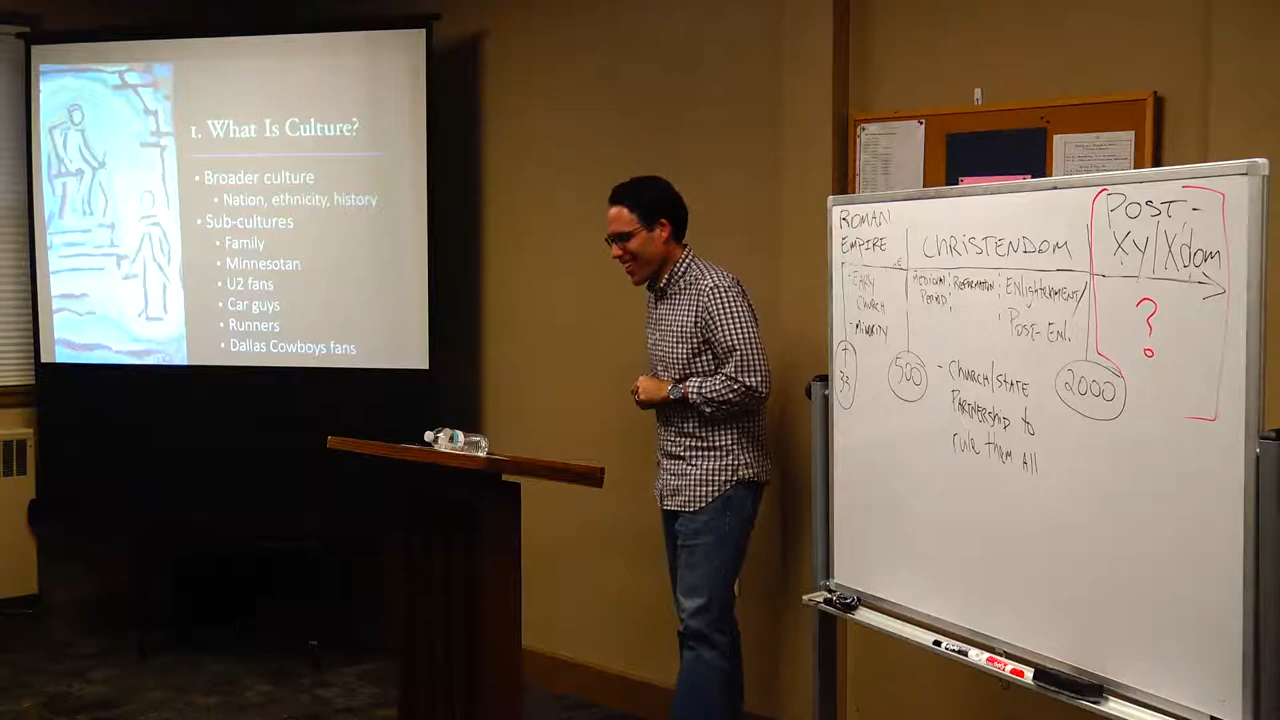 1. What Is Culture?
• Broader culture
• Nation, ethnicity, history
• Sub-cultures
• Family
• Minnesotan
• U2 fans
• Car guys
• Runners
• Dallas Cowboys fans
ROMAN
EMPIRE
- EARLY
CHURCH
- MINORITY
33
CHRISTENDOM
MEDIEVAL
PERIOD
REFORMATION
ENLIGHTENMENT/
POST-EN.
500
- CHURCH/STATE
PARTNERSHIP to
rule them All
2000
POST-
Xy/Xdom
?